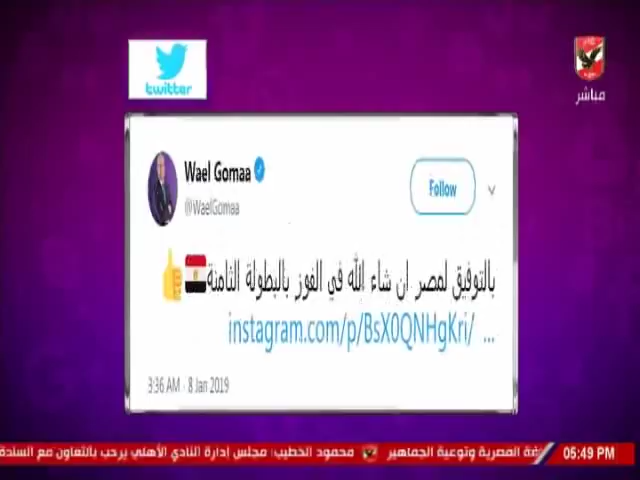 twitter
مباشر
Wael Gomaa
@WaelGomaa
Follow
بالتوفيق لمصر ان شاء الله في الفوز بالبطولة الثامنة
instagram.com/p/BsX0QNHgKri/ ...
3:36 AM - 8 Jan 2019
المصرية وتوعية الجماهير محمود الخطيب: مجلس إدارة النادي الأهلي يرحب بالتعاون مع السدة
05:49 PM